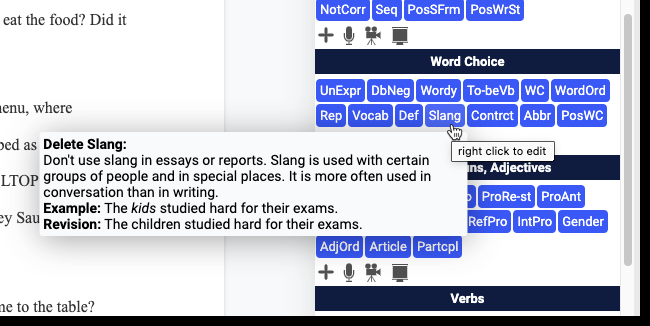 eat the food? Did it
NotCorr Seq PosSFrm PosWrSt
Word Choice
UnExpr DbNeg Wordy To-beVb WC WordOrd
enu, where
Rep Vocab Def Slang Contrct Abbr PosWC
bed as
Delete Slang:
right click to edit
Don't use slang in essays or reports. Slang is used with certain
groups of people and in special places. It is more often used in
conversation than in writing.
Example: The kids studied hard for their exams.
Revision: The children studied hard for their exams.
LTOP
ns, Adjectives
ProRe-st ProAnt
ey Sau
RefPro IntPro Gender
AdjOrd Article Partcpl
Verbs
me to the table?